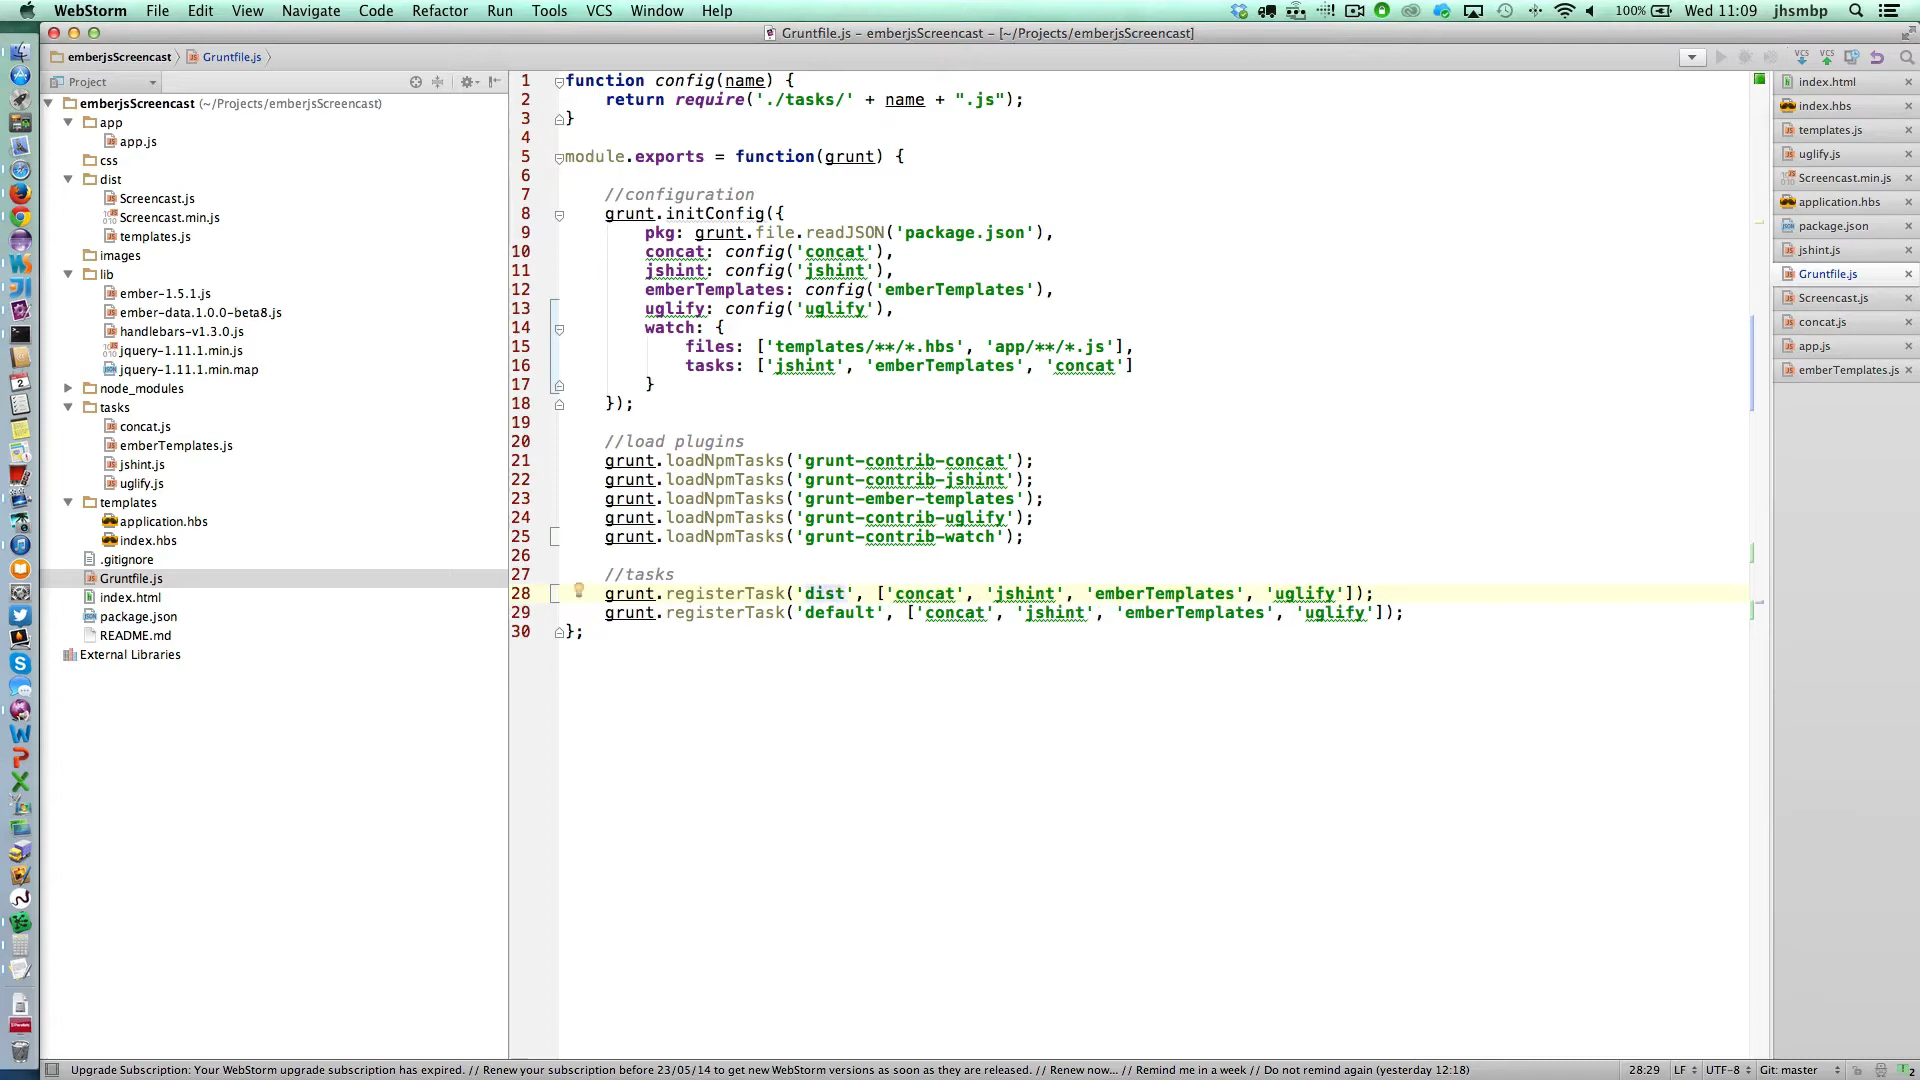 WebStorm File Edit View Navigate Code Refactor Run Tools VCS Window Help 100% Wed 11:09 jhsmbp
Gruntfile.js – emberjsScreencast – [~/Projects/emberjsScreencast]
emberjsScreencast Gruntfile.js
Project
emberjsScreencast (~/Projects/emberjsScreencast)
app
app.js
css
dist
Screencast.js
Screencast.min.js
templates.js
images
lib
ember-1.5.1.js
ember-data.1.0.0-beta8.js
handlebars-v1.3.0.js
jquery-1.11.1.min.js
jquery-1.11.1.min.map
node_modules
tasks
concat.js
emberTemplates.js
jshint.js
uglify.js
templates
application.hbs
index.hbs
.gitignore
Gruntfile.js
index.html
package.json
README.md
External Libraries
1 function config(name) {
2 return require('./tasks/' + name + ".js");
3 }
4
5 module.exports = function(grunt) {
6
7 //configuration
8 grunt.initConfig({
9 pkg: grunt.file.readJSON('package.json'),
10 concat: config('concat'),
11 jshint: config('jshint'),
12 emberTemplates: config('emberTemplates'),
13 uglify: config('uglify'),
14 watch: {
15 files: ['templates/**/*.hbs', 'app/**/*.js'],
16 tasks: ['jshint', 'emberTemplates', 'concat']
17 }
18 });
19
20 //load plugins
21 grunt.loadNpmTasks('grunt-contrib-concat');
22 grunt.loadNpmTasks('grunt-contrib-jshint');
23 grunt.loadNpmTasks('grunt-ember-templates');
24 grunt.loadNpmTasks('grunt-contrib-uglify');
25 grunt.loadNpmTasks('grunt-contrib-watch');
26
27 //tasks
28 grunt.registerTask('dist', ['concat', 'jshint', 'emberTemplates', 'uglify']);
29 grunt.registerTask('default', ['concat', 'jshint', 'emberTemplates', 'uglify']);
30 };
index.html
index.hbs
templates.js
uglify.js
Screencast.min.js
application.hbs
package.json
jshint.js
Gruntfile.js
Screencast.js
concat.js
app.js
emberTemplates.js
Upgrade Subscription: Your WebStorm upgrade subscription has expired. // Renew your subscription before 23/05/14 to get new WebStorm versions as soon as they are released. // Renew now... // Remind me in a week // Do not remind again (yesterday 12:18) 28:29 LF UTF-8 Git: master